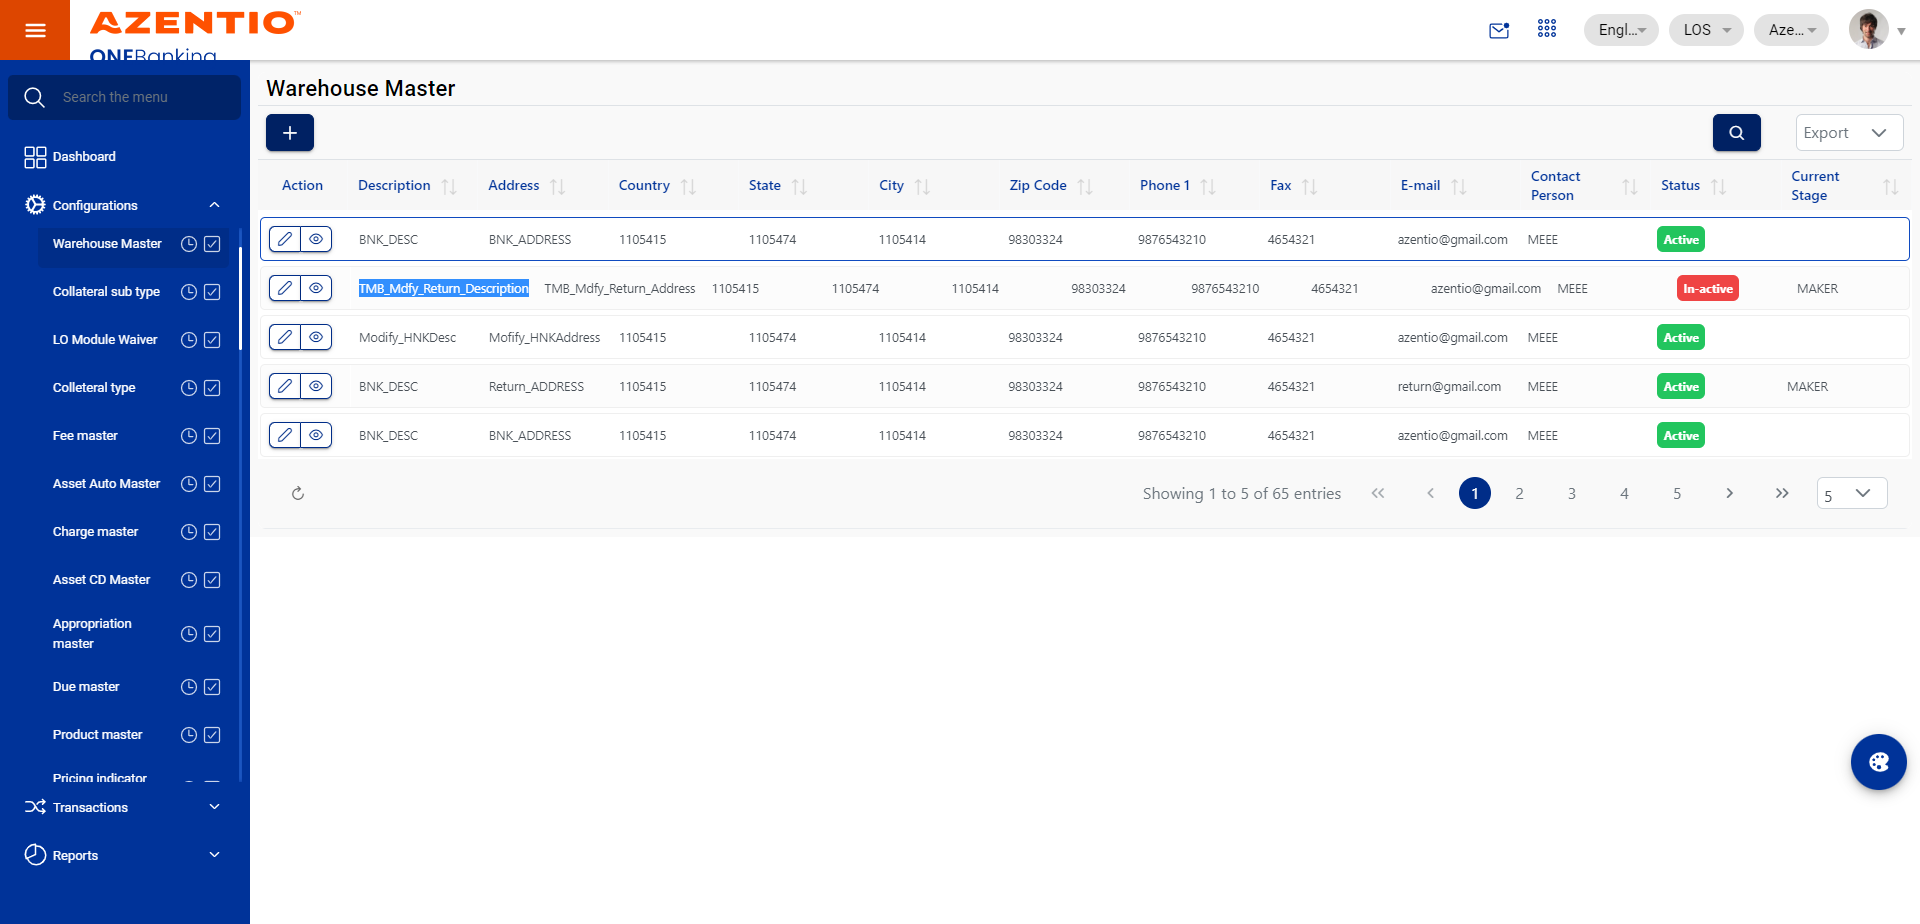 AZENTIO™
ONEBanking
Engl...
LOS
Aze...
Search the menu
Dashboard
Configurations
Warehouse Master
Collateral sub type
LO Module Waiver
Colleteral type
Fee master
Asset Auto Master
Charge master
Asset CD Master
Appropriation
master
Due master
Product master
Pricing indicator
Transactions
Reports
Warehouse Master
Export
Action Description Address Country State City Zip Code Phone 1 Fax E-mail Contact Person Status Current Stage
BNK_DESC BNK_ADDRESS 1105415 1105474 1105414 98303324 9876543210 4654321 azentio@gmail.com MEEE Active
TMB_Mdfy_Return_Description TMB_Mdfy_Return_Address 1105415 1105474 1105414 98303324 9876543210 4654321 azentio@gmail.com MEEE In-active MAKER
Modify_HNKDesc Mofify_HNKAddress 1105415 1105474 1105414 98303324 9876543210 4654321 azentio@gmail.com MEEE Active
BNK_DESC Return_ADDRESS 1105415 1105474 1105414 98303324 9876543210 4654321 return@gmail.com MEEE Active MAKER
BNK_DESC BNK_ADDRESS 1105415 1105474 1105414 98303324 9876543210 4654321 azentio@gmail.com MEEE Active
Showing 1 to 5 of 65 entries 1 2 3 4 5 5